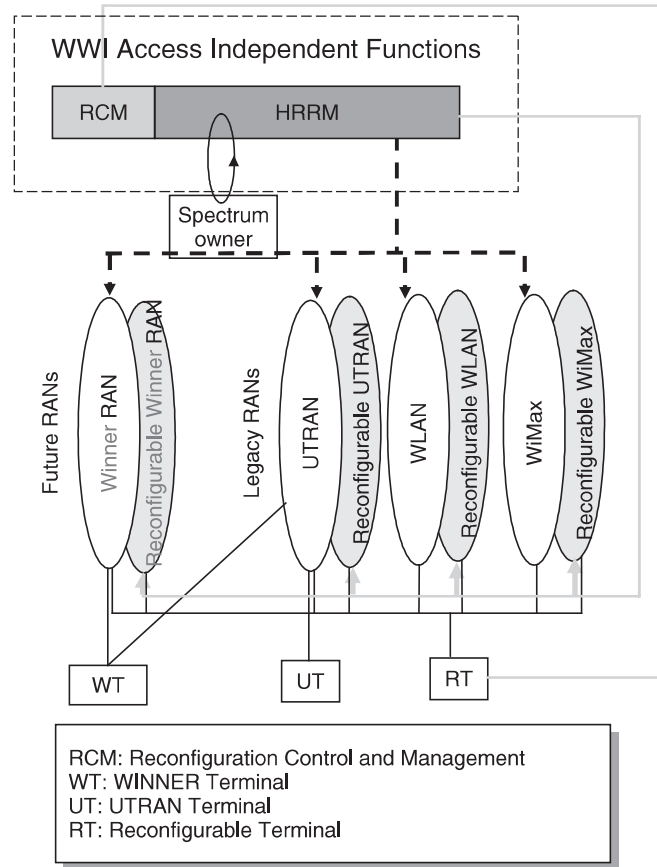 WWI Access Independent Functions
RCM
HRRM
Spectrum
owner
Future RANs
Winner RAN
Reconfigurable Winner RAN
Legacy RANs
UTRAN
Reconfigurable UTRAN
WLAN
Reconfigurable WLAN
WiMax
Reconfigurable WiMax
WT
UT
RT
RCM: Reconfiguration Control and Management
WT: WINNER Terminal
UT: UTRAN Terminal
RT: Reconfigurable Terminal